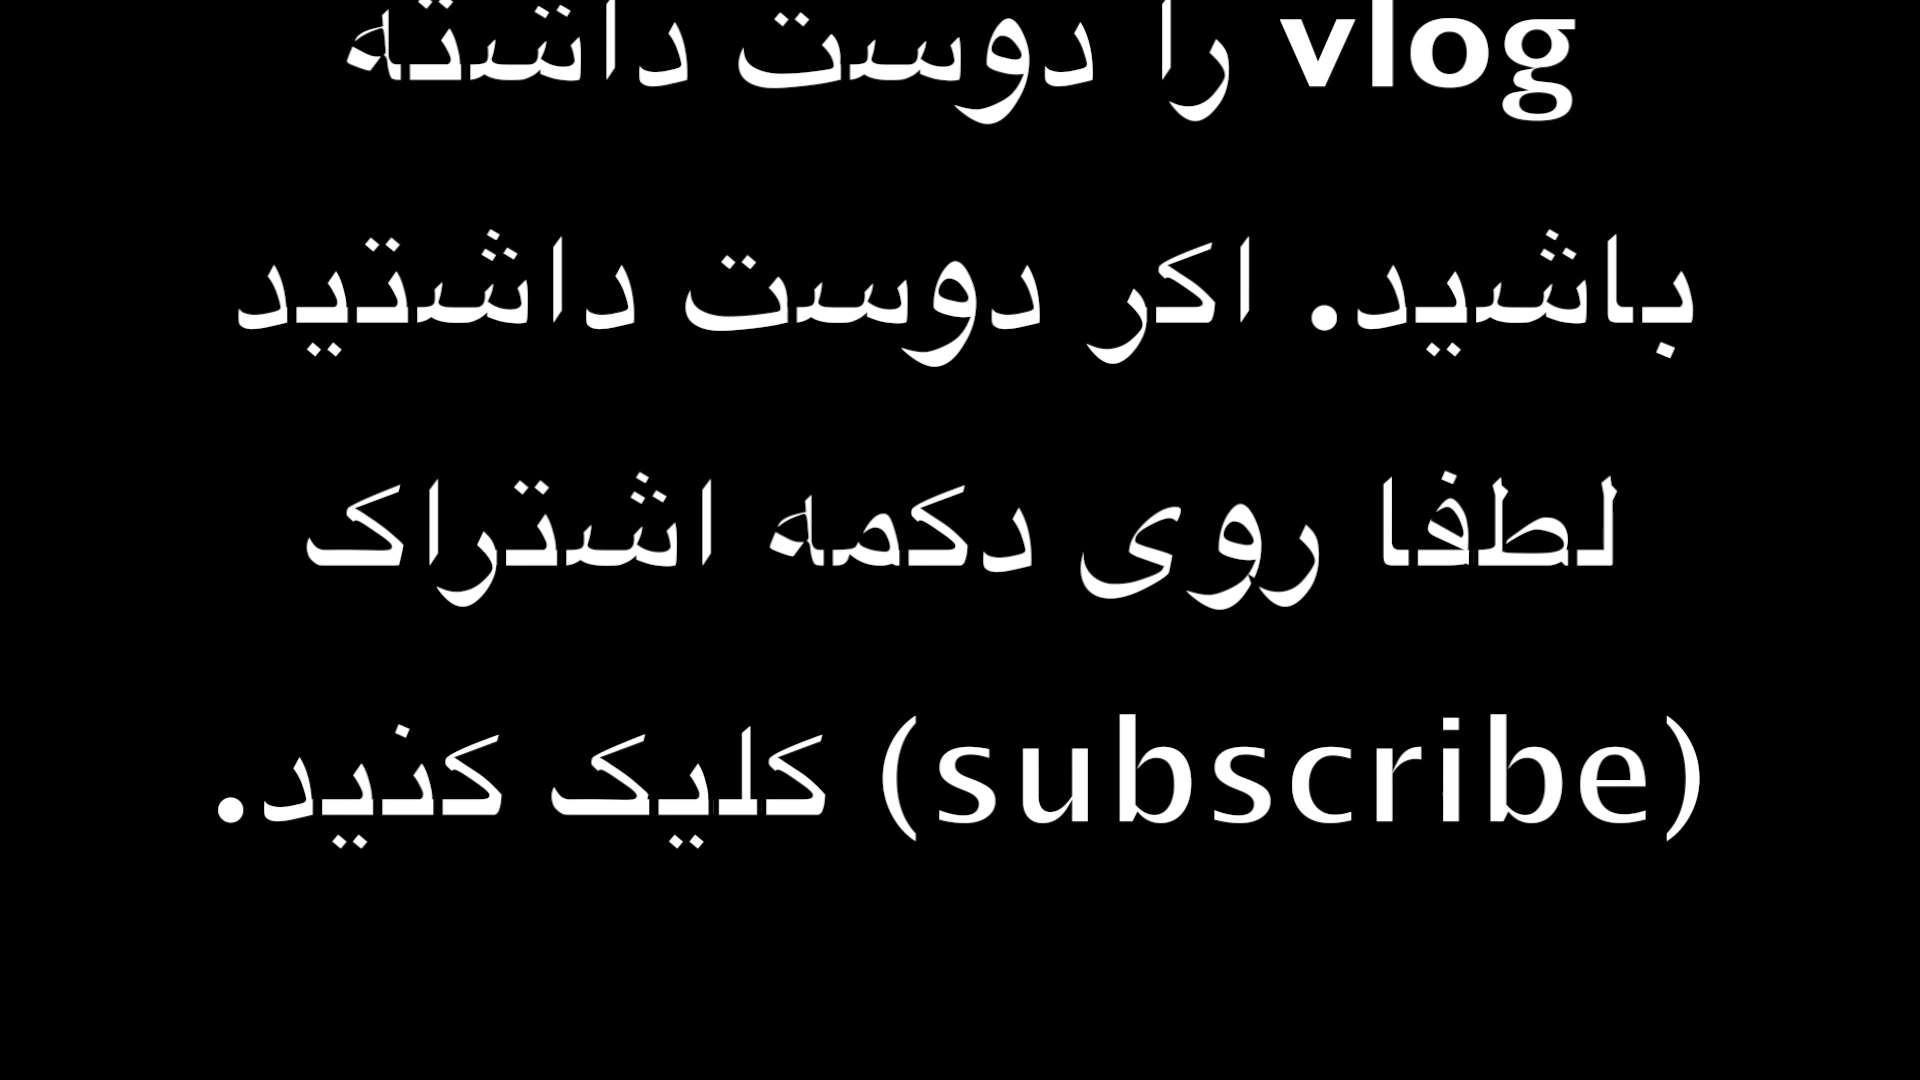 vlog را دوست داشته
باشید. اکر دوست داشتید
لطفا روی دکمه اشتراک
(subscribe) کلیک کنید.